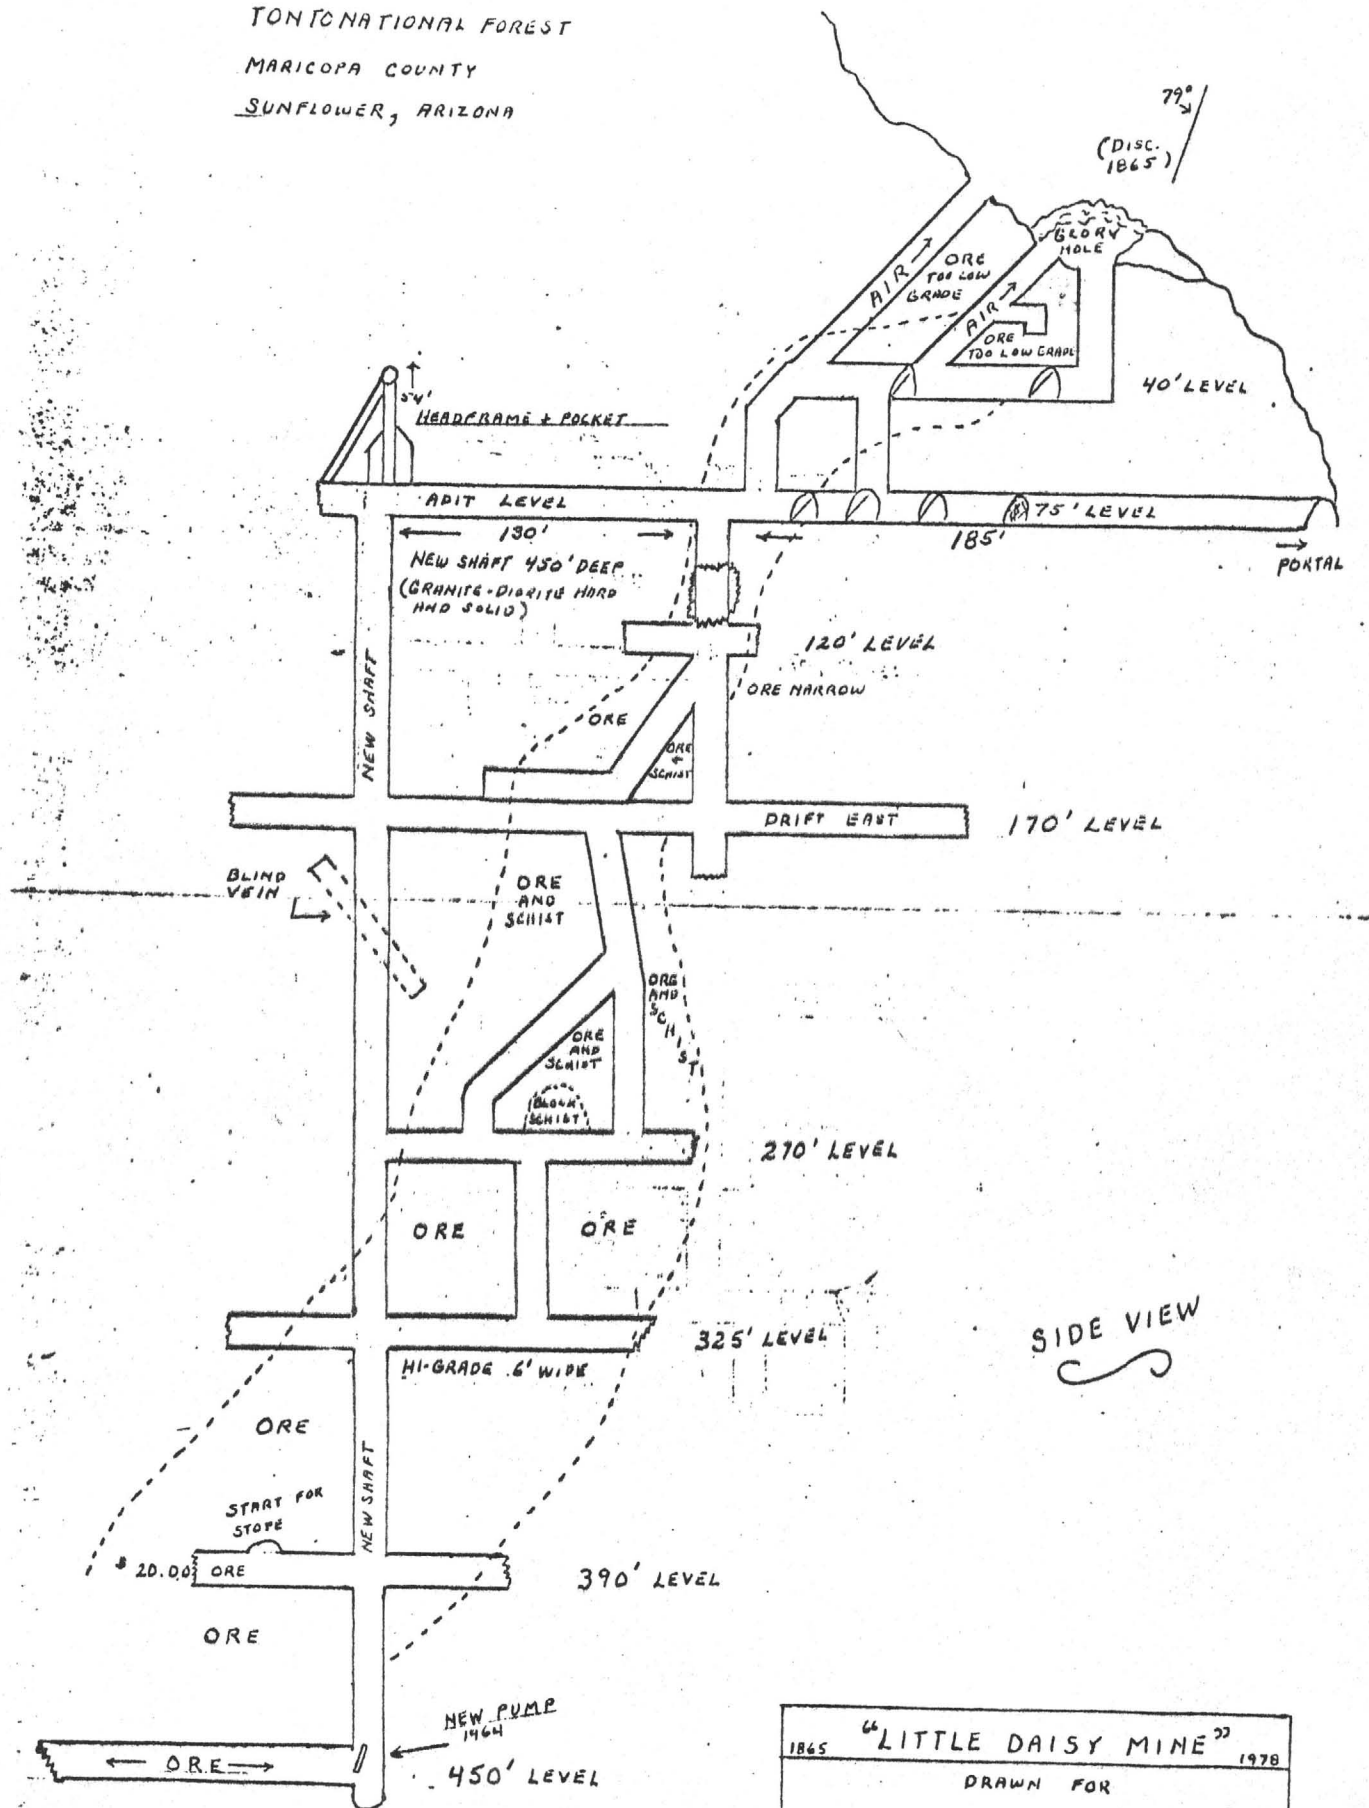 TONTO NATIONAL FOREST
MARICOPA COUNTY
SUNFLOWER, ARIZONA
79°
(DISC.
1865)
GLORY
HOLE
ORE
TOO LOW
GRADE
AIR
AIR
ORE
TOO LOW GRADE
40' LEVEL
54'
HEADFRAME + POCKET
ADIT LEVEL
75' LEVEL
130'
185'
PORTAL
NEW SHAFT 450' DEEP
(GRANITE-DIORITE HARD
AND SOLID)
120' LEVEL
NEW SHAFT
ORE NARROW
ORE
ORE
+
SCHIST
DRIFT EAST
170' LEVEL
BLIND
VEIN
ORE
AND
SCHIST
ORE
AND
SCHIST
ORE
AND
SCHIST
SCHIST
270' LEVEL
ORE
ORE
325' LEVEL
SIDE VIEW
HI-GRADE 6' WIDE
ORE
NEW SHAFT
START FOR
STOPE
$20.00 ORE
390' LEVEL
ORE
NEW PUMP
1964
ORE
450' LEVEL
"LITTLE DAISY MINE"
1865 1978
DRAWN FOR